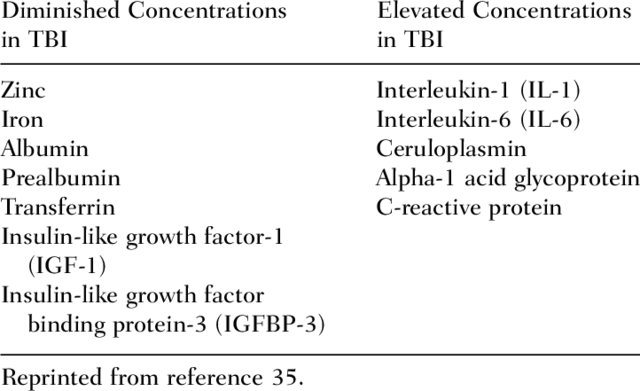 Diminished Concentrations in TBI
Elevated Concentrations in TBI
Zinc
Interleukin-1 (IL-1)
Iron
Interleukin-6 (IL-6)
Albumin
Ceruloplasmin
Prealbumin
Alpha-1 acid glycoprotein
Transferrin
C-reactive protein
Insulin-like growth factor-1
(IGF-1)
Insulin-like growth factor
binding protein-3 (IGFBP-3)
Reprinted from reference 35.